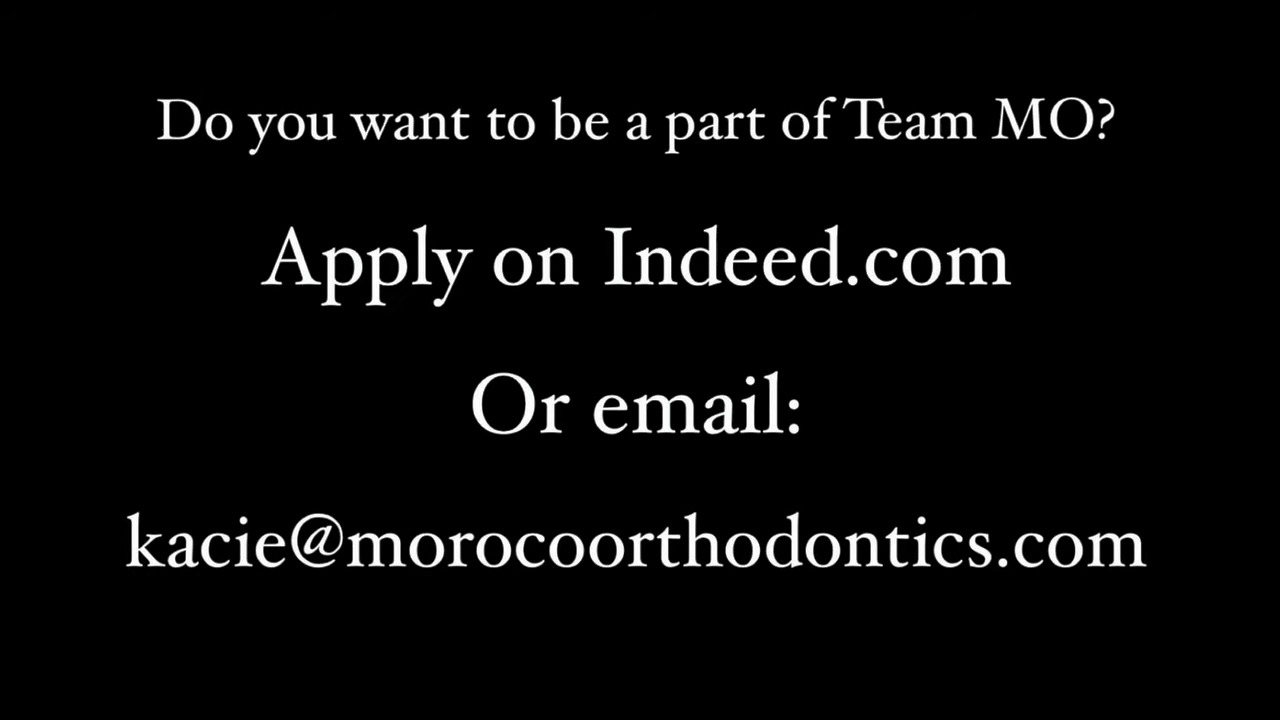 Do you want to be a part of Team MO?
Apply on Indeed.com
Or email:
kacie@morocoorthodontics.com